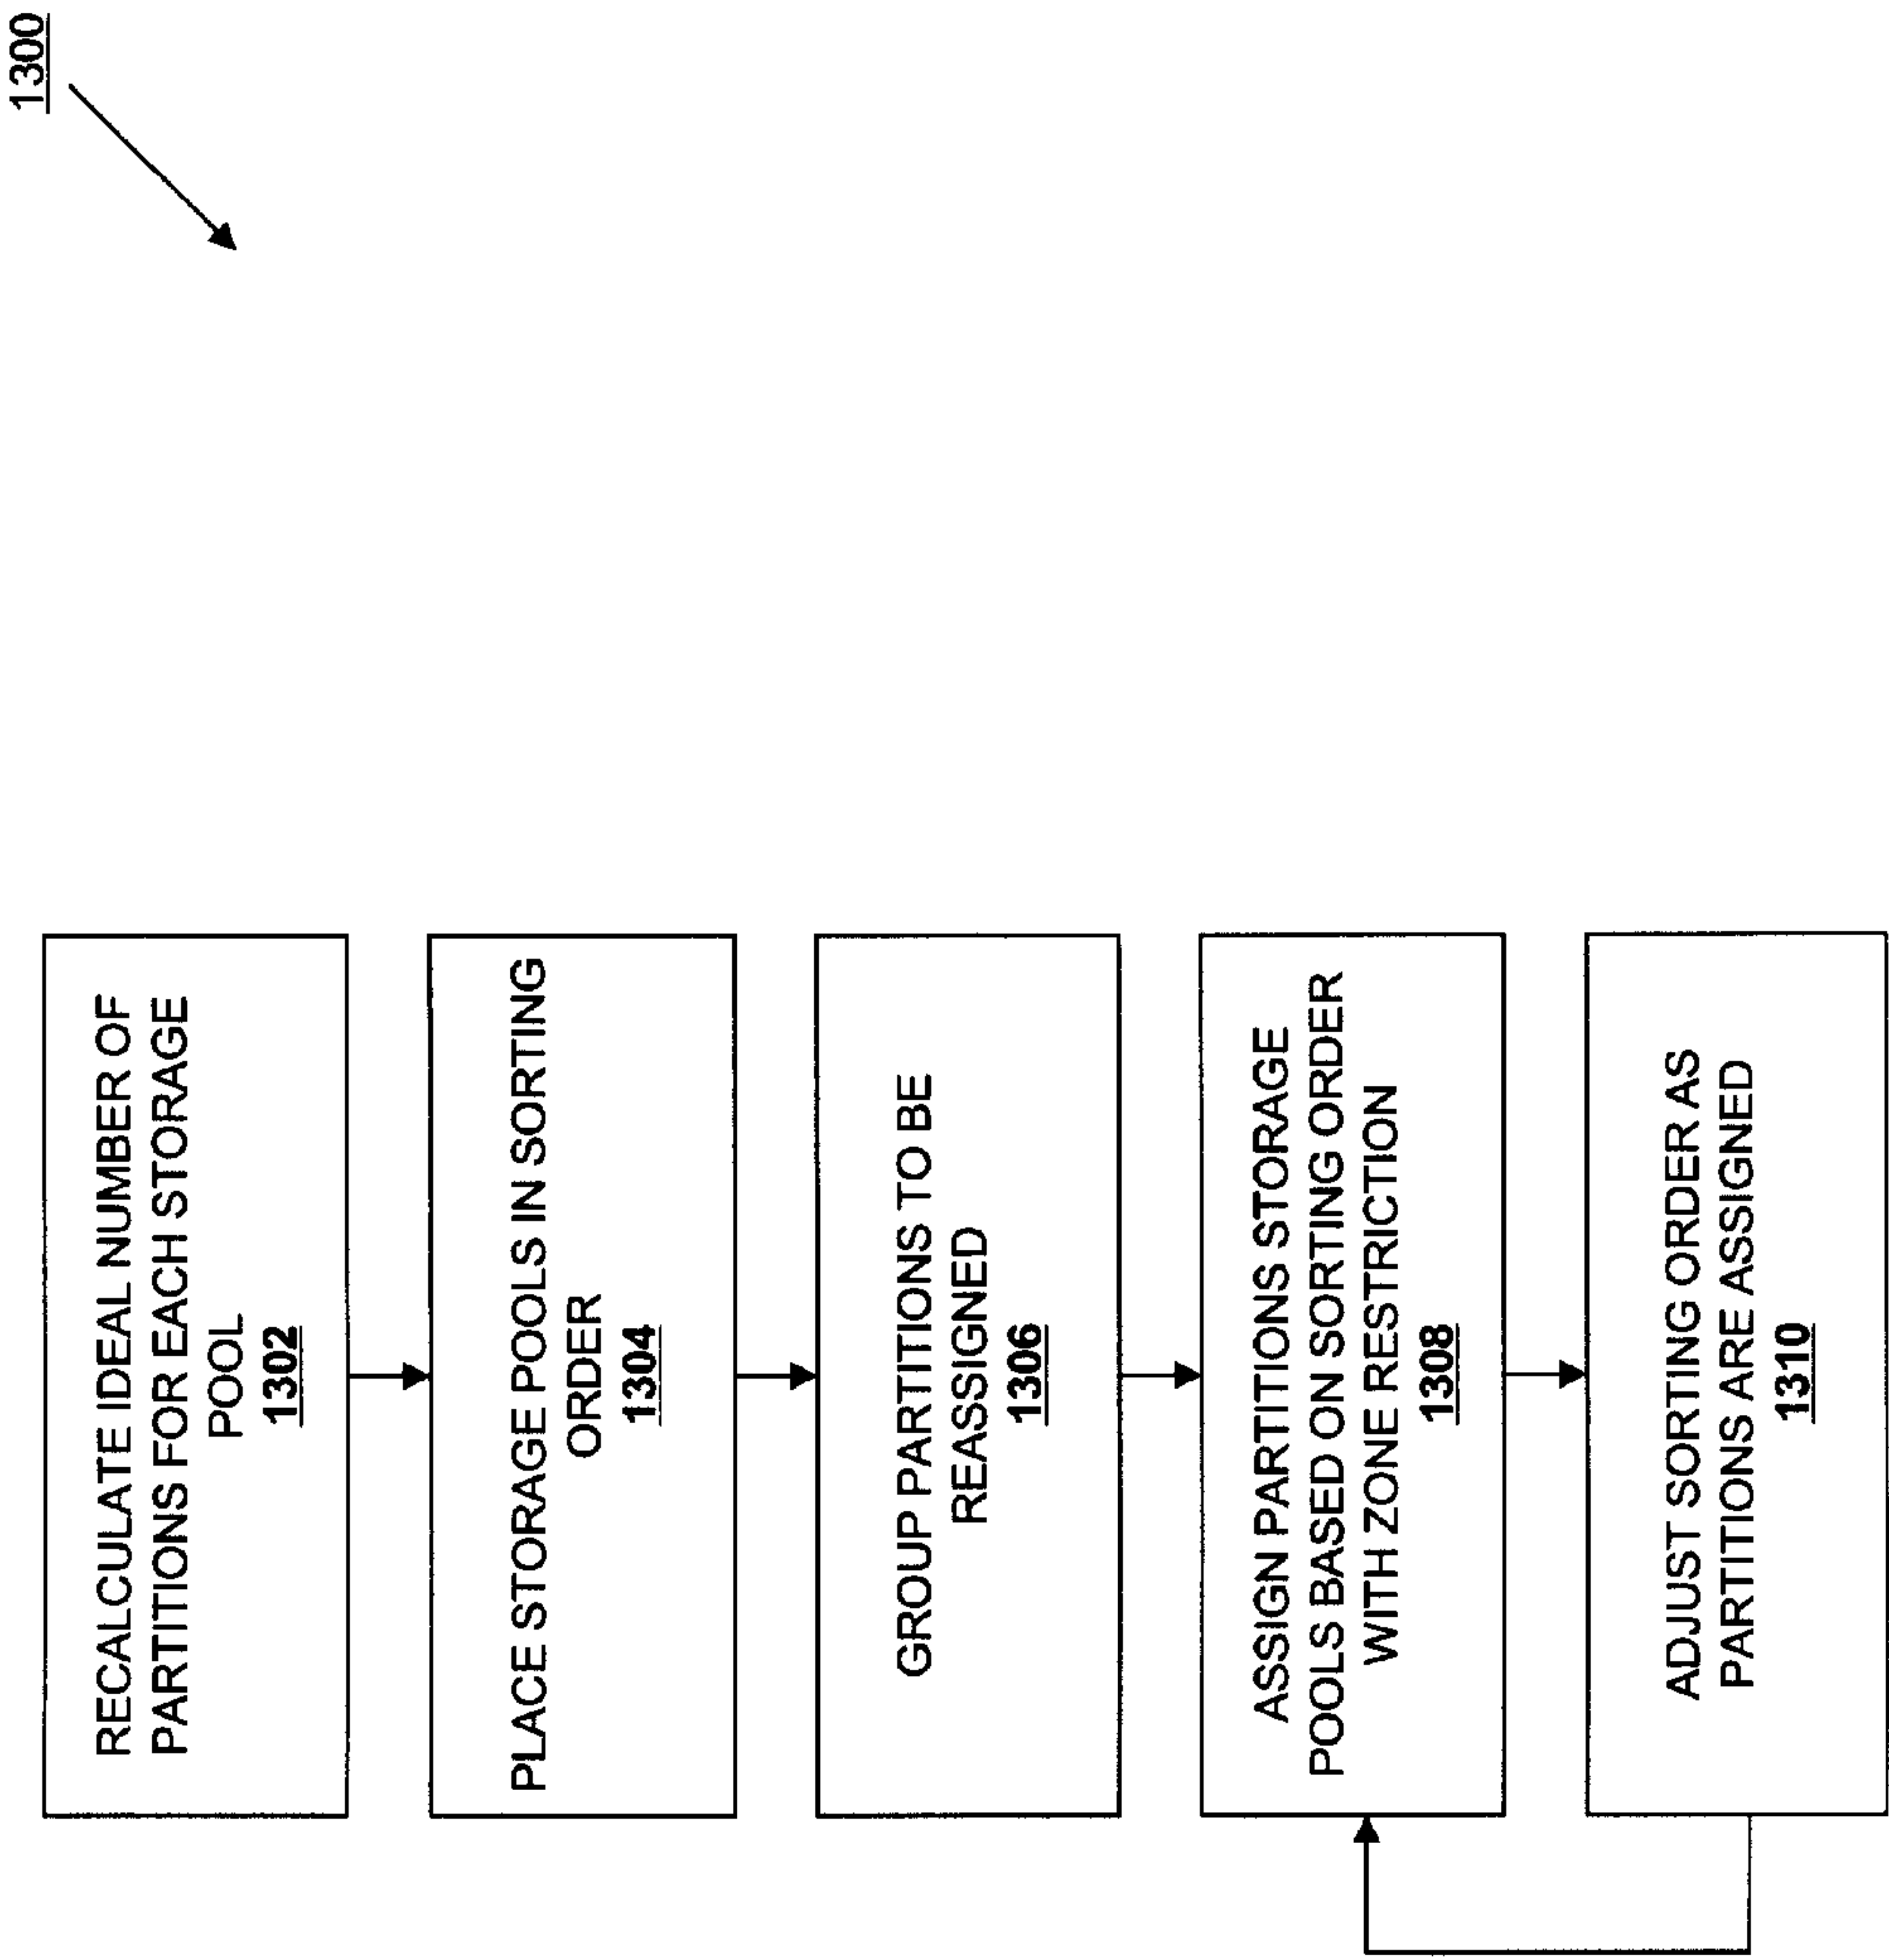 1300
RECALCULATE IDEAL NUMBER OF
PARTITIONS FOR EACH STORAGE
POOL
1302
PLACE STORAGE POOLS IN SORTING
ORDER
1304
GROUP PARTITIONS TO BE
REASSIGNED
1306
ASSIGN PARTITIONS STORAGE
POOLS BASED ON SORTING ORDER
WITH ZONE RESTRICTION
1308
ADJUST SORTING ORDER AS
PARTITIONS ARE ASSIGNED
1310